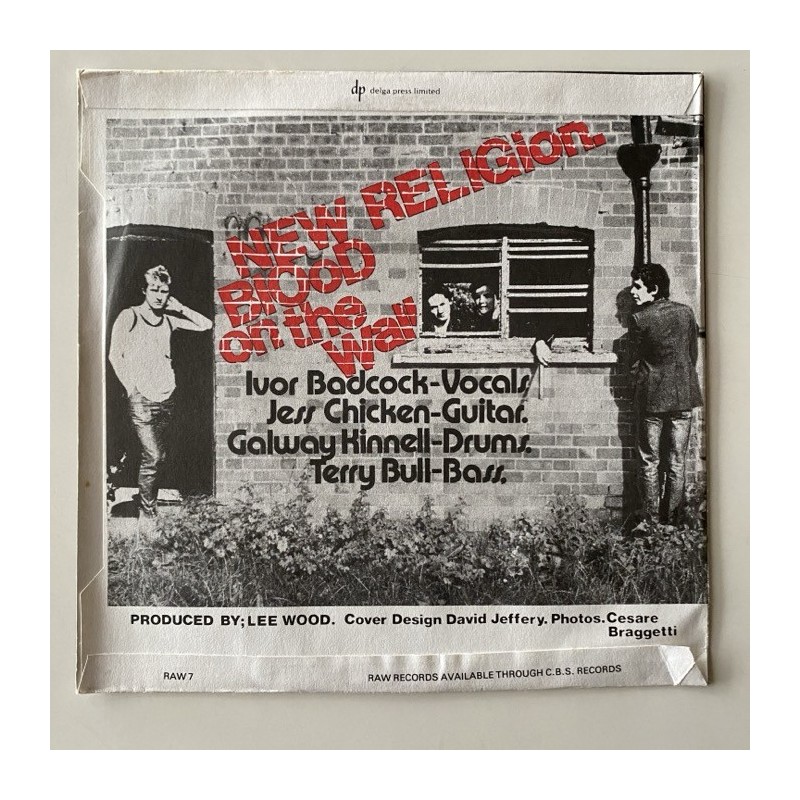 dp delga press limited
NEW RELIGION.
BLOOD
on the
Wall
Ivor Badcock-Vocals.
Jess Chicken-Guitar.
Galway Kinnell-Drums.
Terry Bull-Bass.
PRODUCED BY; LEE WOOD. Cover Design David Jeffery. Photos. Cesare
Braggetti
RAW 7 RAW RECORDS AVAILABLE THROUGH C.B.S. RECORDS